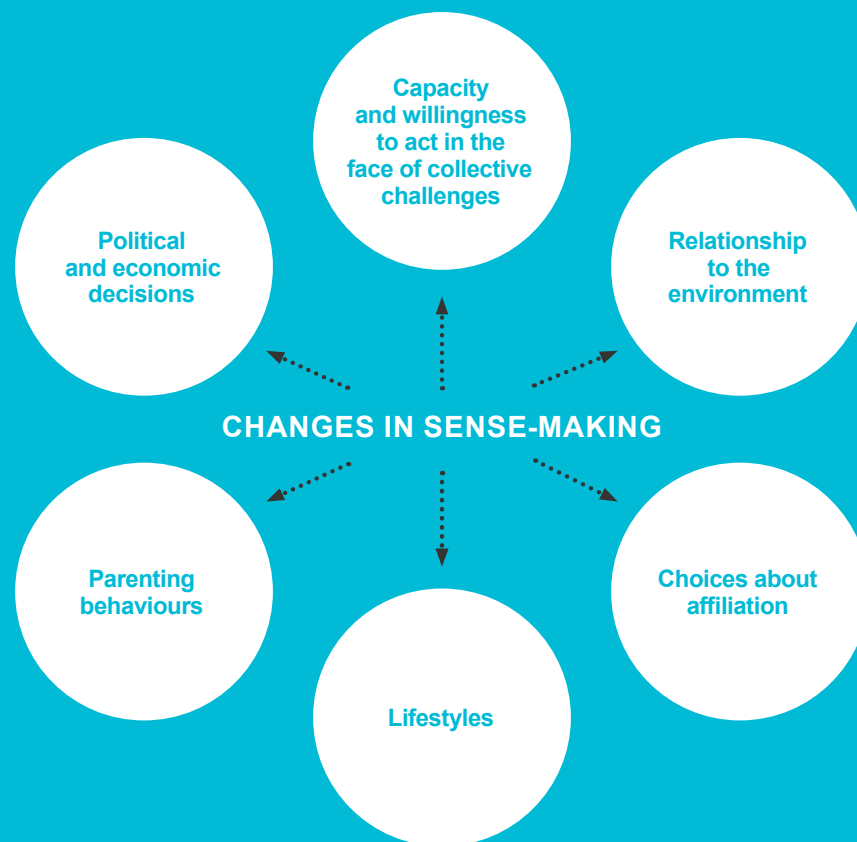 Capacity
and willingness
to act in the
face of collective
challenges
Political
and economic
decisions
Relationship
to the
environment
CHANGES IN SENSE-MAKING
Parenting
behaviours
Choices about
affiliation
Lifestyles